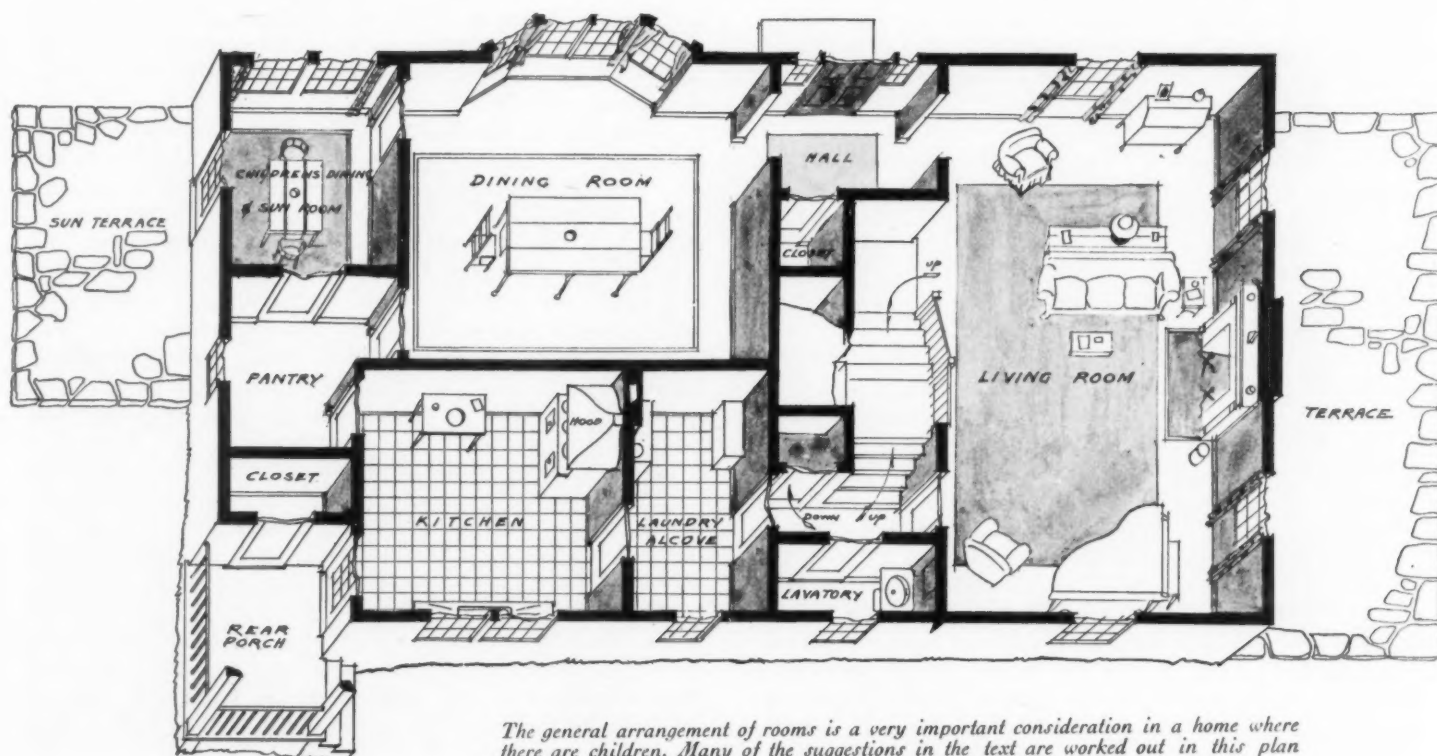 CHILDRENS DINING
& SUN ROOM
DINING ROOM
HALL
SUN TERRACE
CLOSET
UP
PANTRY
HOOD
LIVING ROOM
TERRACE
CLOSET
KITCHEN
LAUNDRY
ALCOVE
DOWN UP
LAVATORY
REAR
PORCH
The general arrangement of rooms is a very important consideration in a home where
there are children. Many of the suggestions in the text are worked out in this plan